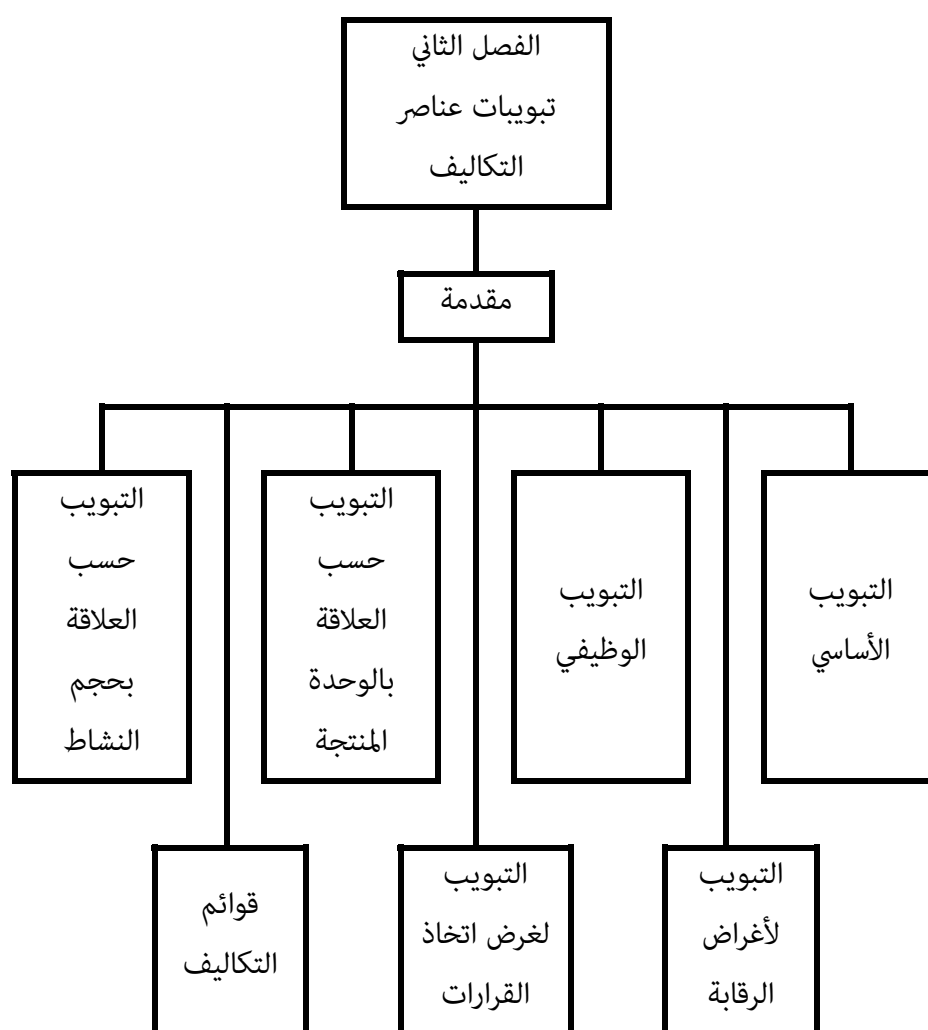 الفصل الثاني
تبويبات عناصر
التكاليف
مقدمة
التبويب
الأساسي
التبويب
الوظيفي
التبويب
حسب
العلاقة
بالوحدة
المنتجة
التبويب
حسب
العلاقة
بحجم
النشاط
التبويب
لأغراض
الرقابة
التبويب
لغرض اتخاذ
القرارات
قوائم
التكاليف